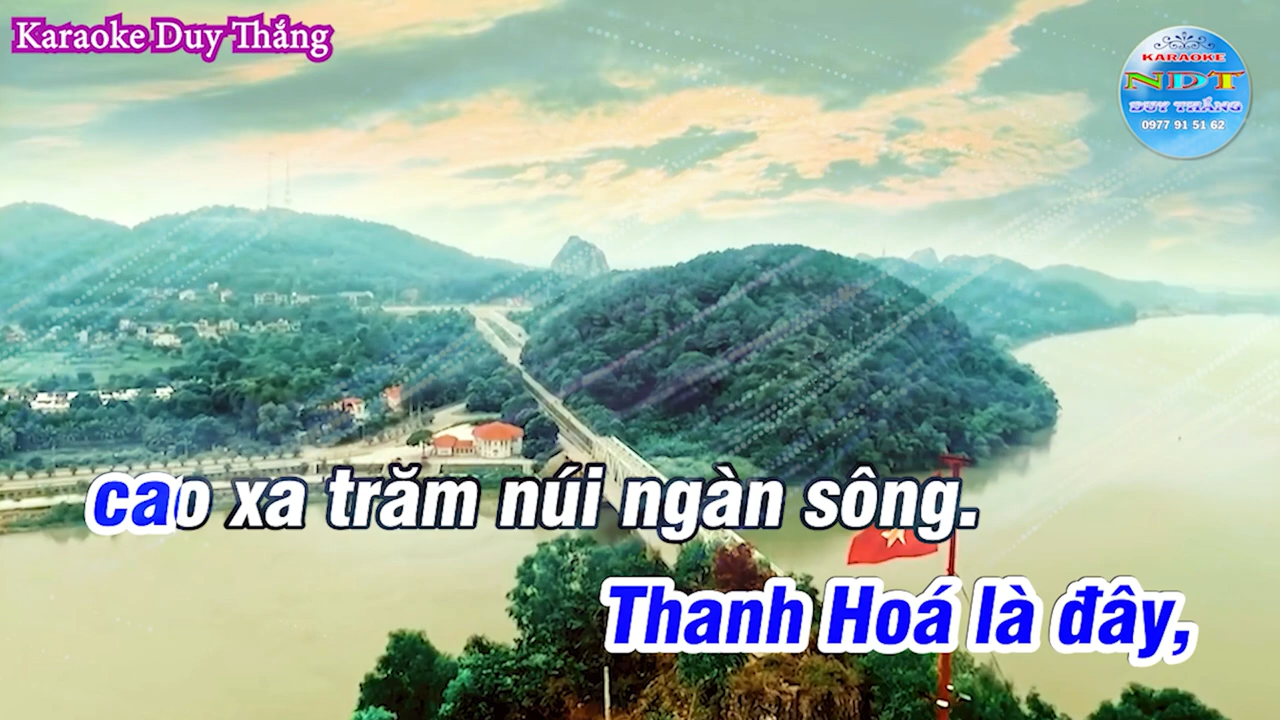 Karaoke Duy Thắng
KARAOKE
NDT
DUY THẮNG
0977 91 51 62
cao xa trăm núi ngàn sông.
Thanh Hoá là đây,